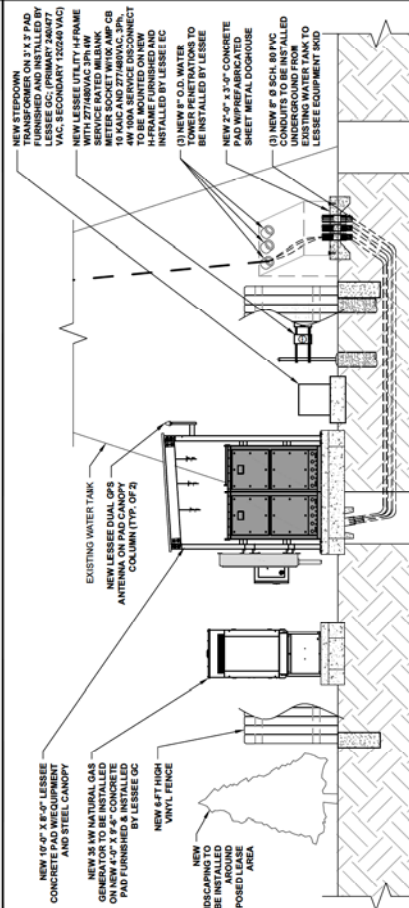 NEW 10'-0" X 8'-0" LESSEE
CONCRETE PAD W/EQUIPMENT
AND STEEL CANOPY
NEW 35 kW NATURAL GAS
GENERATOR TO BE INSTALLED
ON NEW 4'-0" X 9'-6" CONCRETE
PAD FURNISHED & INSTALLED
BY LESSEE GC
NEW 6-FT HIGH
VINYL FENCE
NEW
NDSCAPING TO
BE INSTALLED
AROUND
POSED LEASE
AREA
EXISTING WATER TANK
NEW LESSEE DUAL GPS
ANTENNA ON PAD CANOPY
COLUMN (TYP. OF 2)
NEW STEPDOWN
TRANSFORMER ON 3' X 3' PAD
FURNISHED AND INSTALLED BY
LESSEE GC; (PRIMARY 240/477
VAC, SECONDARY 120/240 VAC)
NEW LESSEE UTILITY H-FRAME
WITH 277/480VAC 3PH 4W
SERVICE RATED MILBANK
METER SOCKET W/10K AMP CB
10 KAIC AND 277/480VAC, 3Ph,
4W 100A SERVICE DISCONNECT
TO BE MOUNTED ON NEW
H-FRAME FURNISHED AND
INSTALLED BY LESSEE EC
(3) NEW 8" O.D. WATER
TOWER PENETRATIONS TO
BE INSTALLED BY LESSEE
NEW 2'-0" x 3'-0" CONCRETE
PAD W/PREFABRICATED
SHEET METAL DOGHOUSE
(3) NEW 8" Ø SCH. 80 PVC
CONDUITS TO BE INSTALLED
UNDERGROUND FROM
EXISTING WATER TANK TO
LESSEE EQUIPMENT SKID